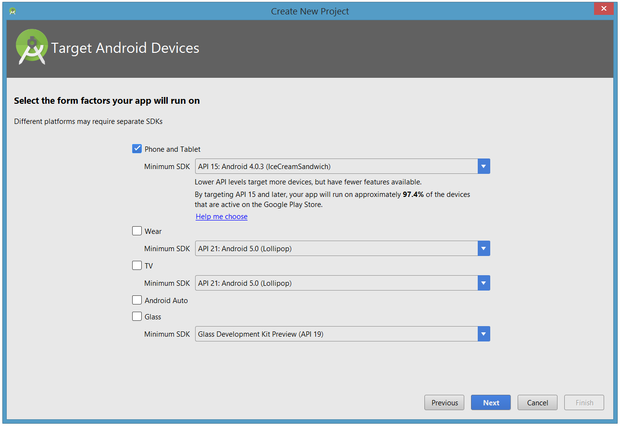 Create New Project
Target Android Devices
Select the form factors your app will run on
Different platforms may require separate SDKs
Phone and Tablet
Minimum SDK API 15: Android 4.0.3 (IceCreamSandwich)
Lower API levels target more devices, but have fewer features available.
By targeting API 15 and later, your app will run on approximately 97.4% of the devices
that are active on the Google Play Store.
Help me choose
Wear
Minimum SDK API 21: Android 5.0 (Lollipop)
TV
Minimum SDK API 21: Android 5.0 (Lollipop)
Android Auto
Glass
Minimum SDK Glass Development Kit Preview (API 19)
Previous Next Cancel Finish